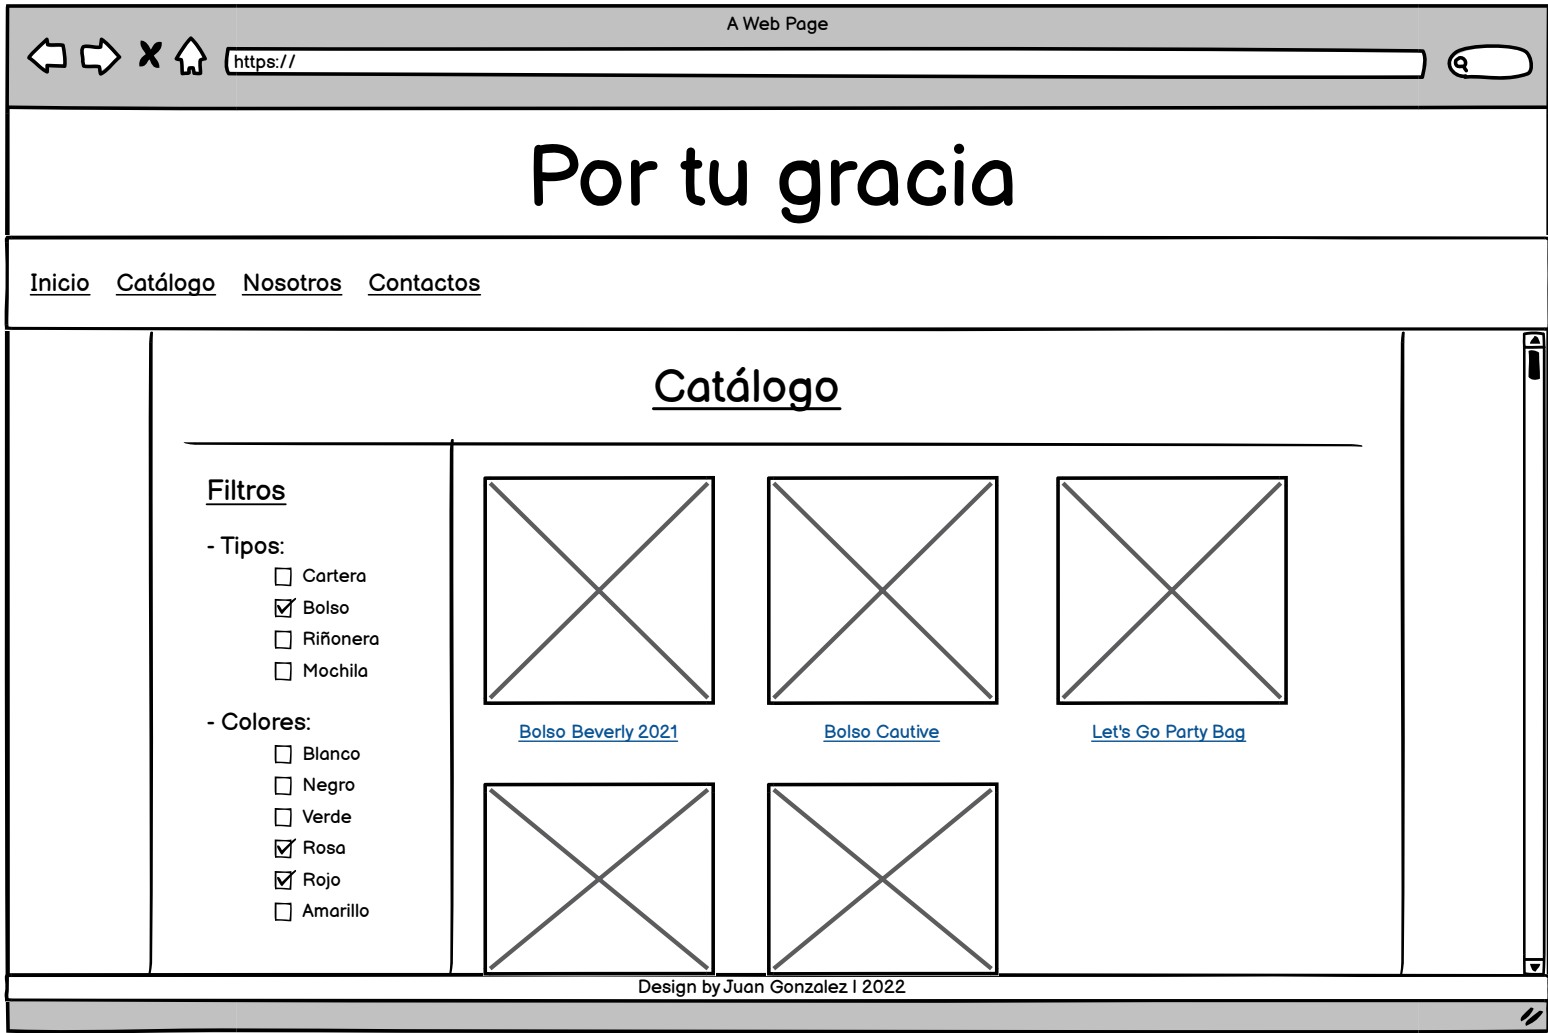 A Web Page
https://
Por tu gracia
Inicio Catálogo Nosotros Contactos
Catálogo
Filtros
- Tipos:
Cartera
Bolso
Riñonera
Mochila
- Colores:
Blanco
Negro
Verde
Rosa
Rojo
Amarillo
Bolso Beverly 2021
Bolso Cautive
Let's Go Party Bag
Design by Juan Gonzalez | 2022